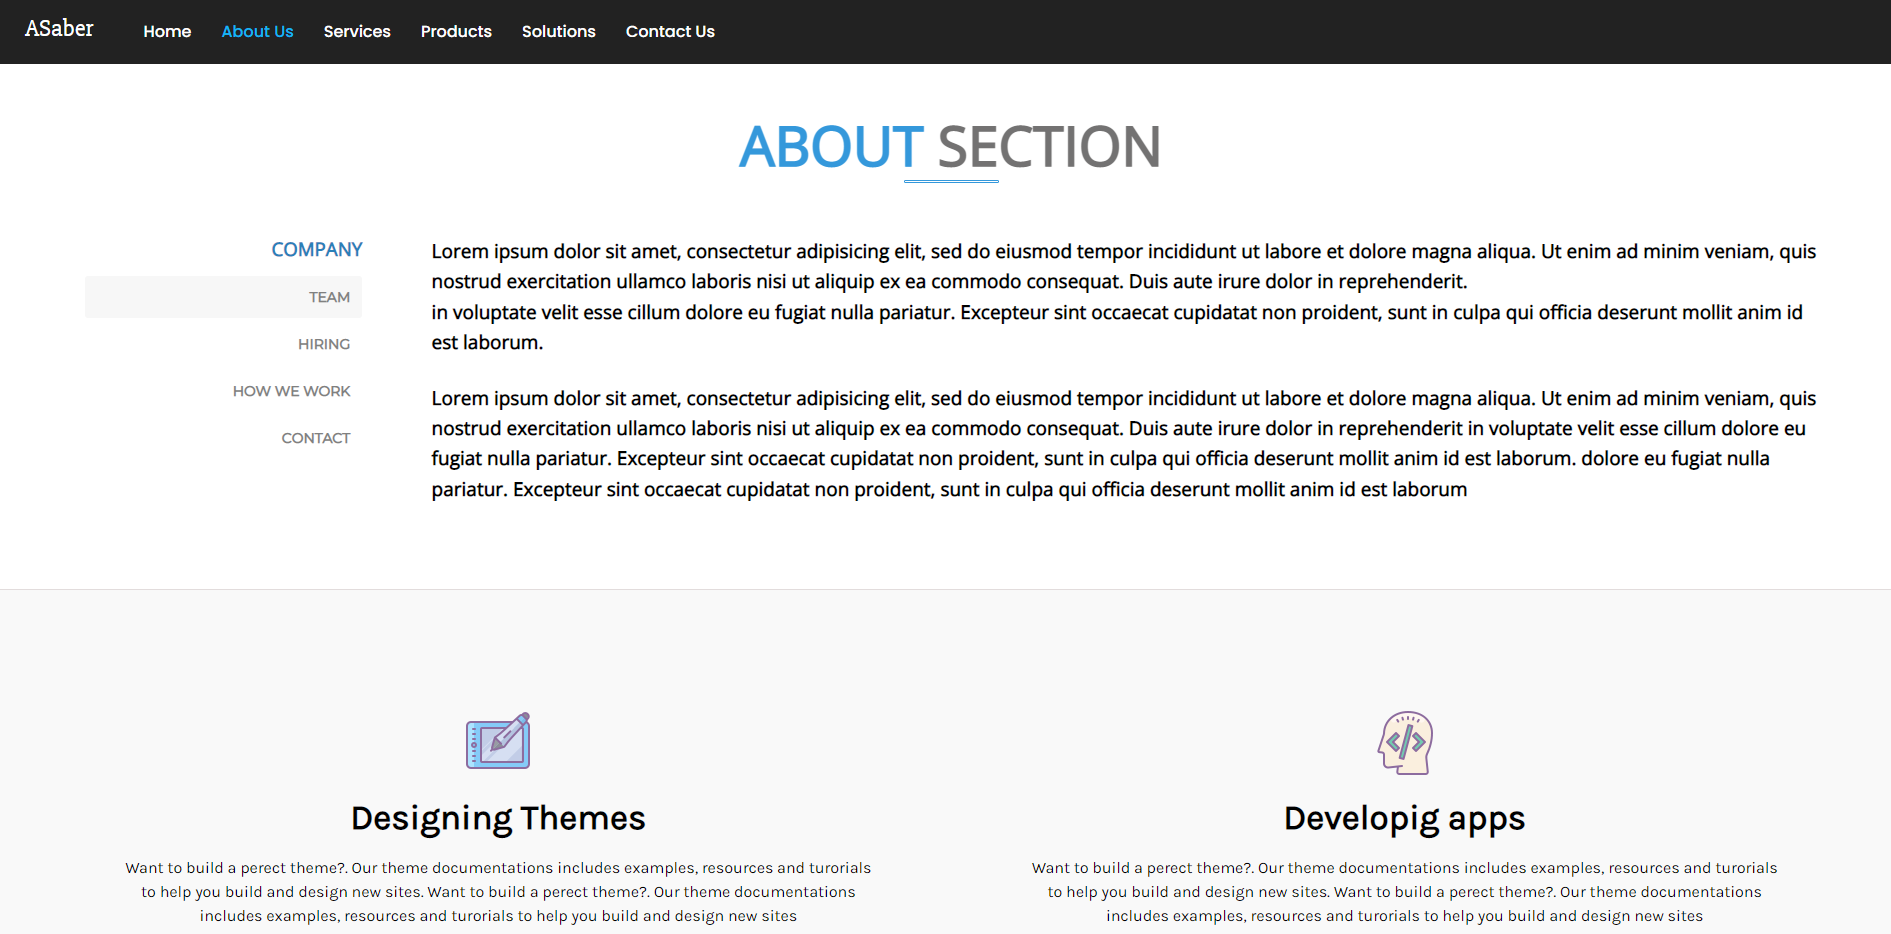 ASaber Home About Us Services Products Solutions Contact Us
ABOUT SECTION
COMPANY
TEAM
HIRING
HOW WE WORK
CONTACT
Lorem ipsum dolor sit amet, consectetur adipisicing elit, sed do eiusmod tempor incididunt ut labore et dolore magna aliqua. Ut enim ad minim veniam, quis
nostrud exercitation ullamco laboris nisi ut aliquip ex ea commodo consequat. Duis aute irure dolor in reprehenderit.
in voluptate velit esse cillum dolore eu fugiat nulla pariatur. Excepteur sint occaecat cupidatat non proident, sunt in culpa qui officia deserunt mollit anim id
est laborum.
Lorem ipsum dolor sit amet, consectetur adipisicing elit, sed do eiusmod tempor incididunt ut labore et dolore magna aliqua. Ut enim ad minim veniam, quis
nostrud exercitation ullamco laboris nisi ut aliquip ex ea commodo consequat. Duis aute irure dolor in reprehenderit in voluptate velit esse cillum dolore eu
fugiat nulla pariatur. Excepteur sint occaecat cupidatat non proident, sunt in culpa qui officia deserunt mollit anim id est laborum. dolore eu fugiat nulla
pariatur. Excepteur sint occaecat cupidatat non proident, sunt in culpa qui officia deserunt mollit anim id est laborum
Designing Themes
Want to build a perect theme?. Our theme documentations includes examples, resources and turorials
to help you build and design new sites. Want to build a perect theme?. Our theme documentations
includes examples, resources and turorials to help you build and design new sites
Developig apps
Want to build a perect theme?. Our theme documentations includes examples, resources and turorials
to help you build and design new sites. Want to build a perect theme?. Our theme documentations
includes examples, resources and turorials to help you build and design new sites